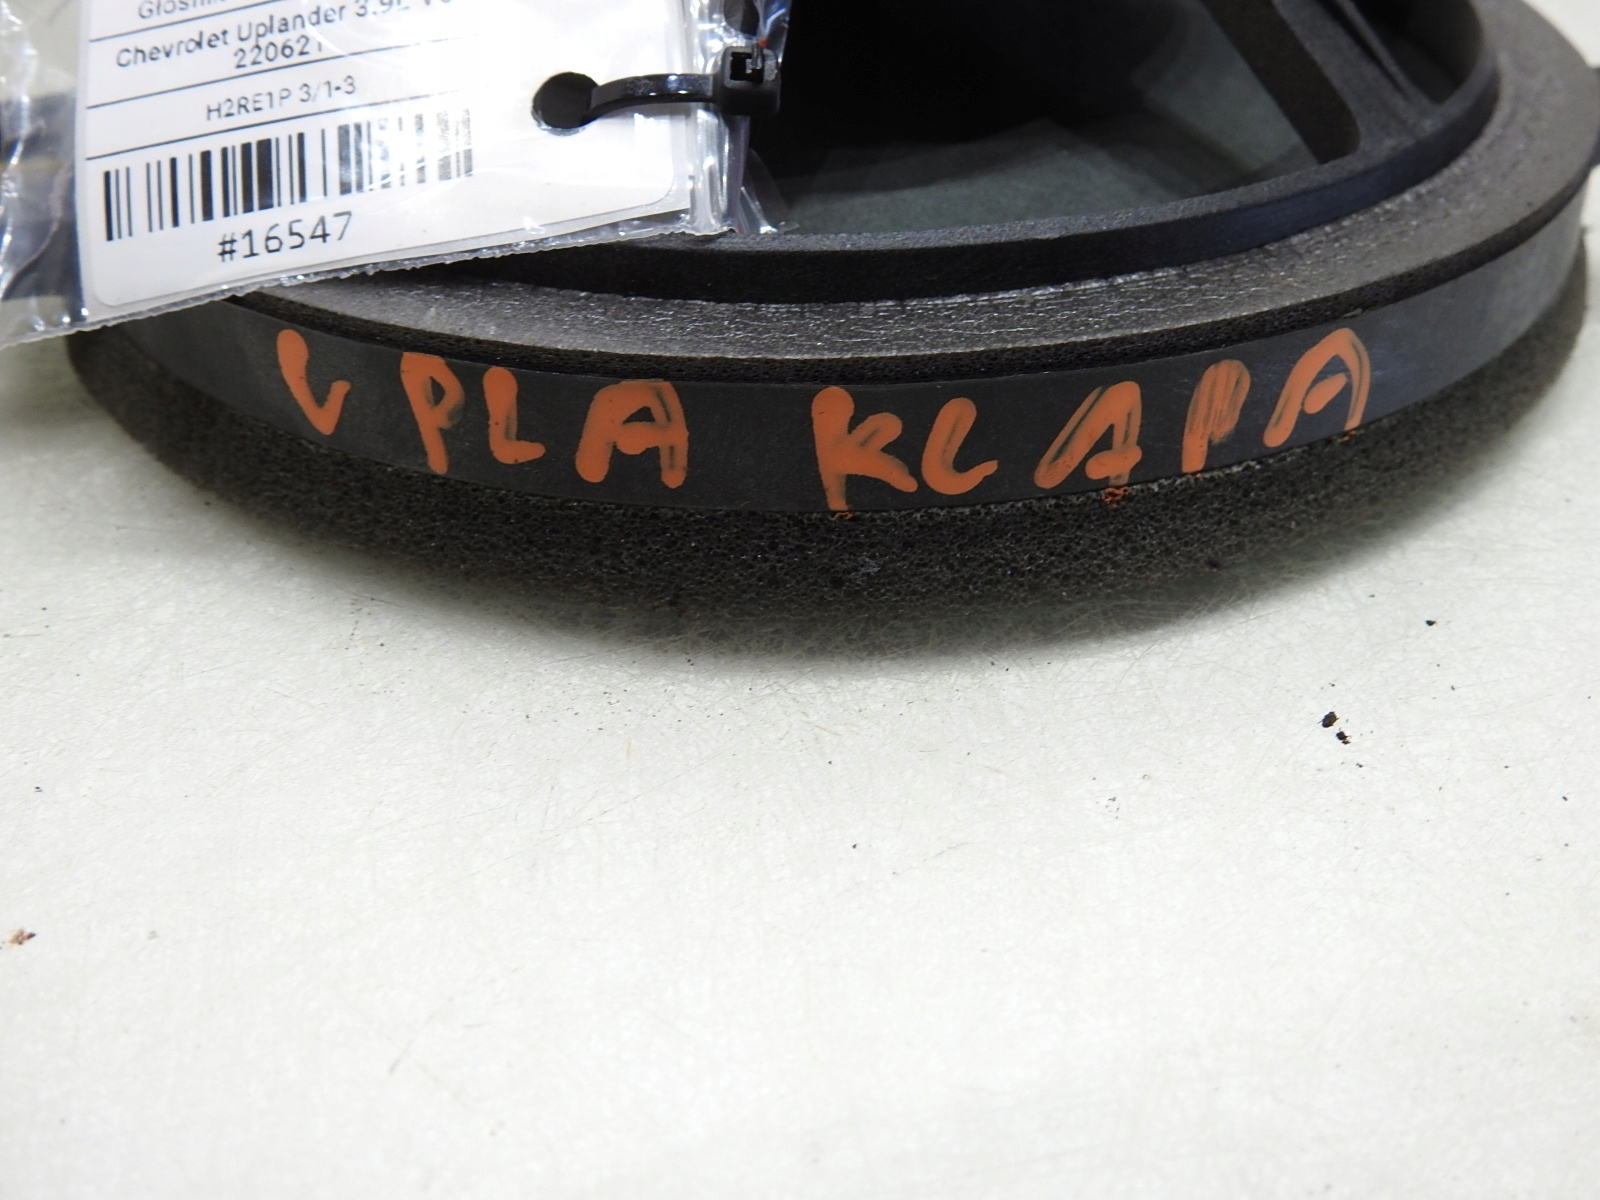 Chevrolet Uplander 3.9L V6
220621
H2RE1P 3/1-3
#16547
UPLA KLAPA